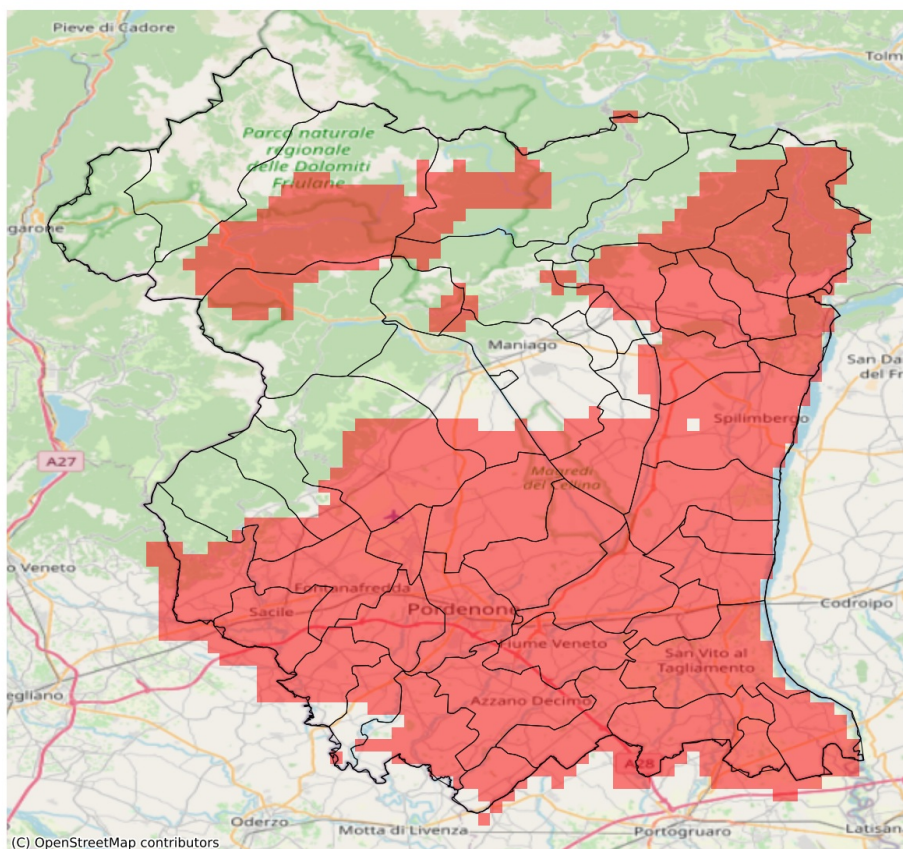 Pieve di Cadore
Tolm
Parco naturale
regionale
delle Dolomiti
Friulane
garone
Maniago
San Da
del Fr
Spilimbergo
A27
Magredi
del Cellina
o Veneto
Fontanafredda
Sacile
Pordenone
Codroipo
Fiume Veneto
San Vito al
Tagliamento
egliano
Azzano Decimo
A28
Oderzo
Motta di Livenza
Portogruaro
Latisan
(C) OpenStreetMap contributors